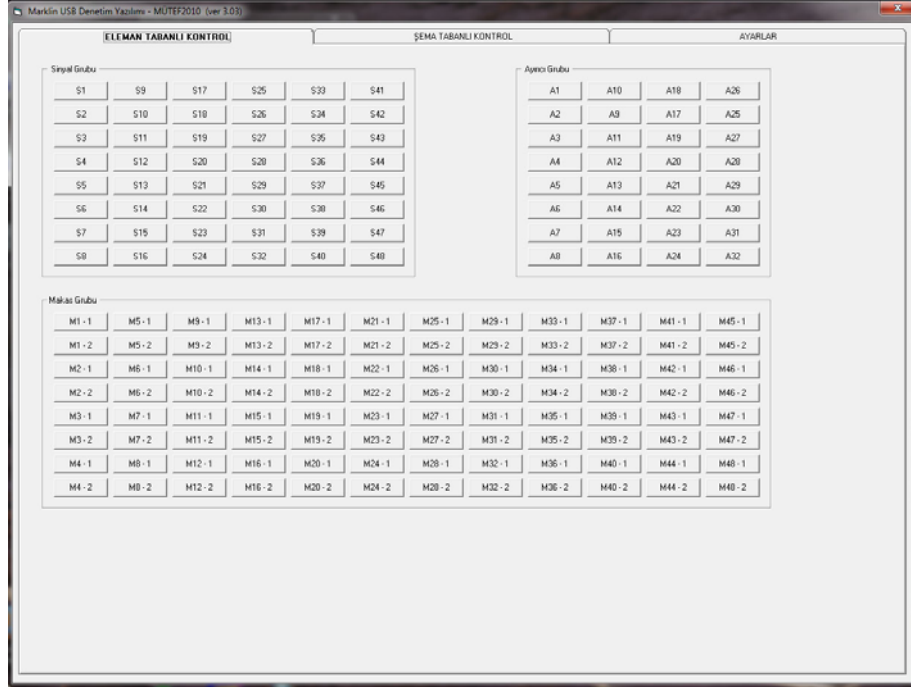 Marklin USB Denetim Yazılımı - MUTEF2010 (ver 3.03)
ELEMAN TABANLI KONTROL ŞEMA TABANLI KONTROL AYARLAR
Sinyal Grubu Ayırıcı Grubu
S1 S9 S17 S25 S33 S41 A1 A10 A18 A26
S2 S10 S18 S26 S34 S42 A2 A9 A17 A25
S3 S11 S19 S27 S35 S43 A3 A11 A19 A27
S4 S12 S20 S28 S36 S44 A4 A12 A20 A28
S5 S13 S21 S29 S37 S45 A5 A13 A21 A29
S6 S14 S22 S30 S38 S46 A6 A14 A22 A30
S7 S15 S23 S31 S39 S47 A7 A15 A23 A31
S8 S16 S24 S32 S40 S48 A8 A16 A24 A32
Makas Grubu
M1 - 1 M5 - 1 M9 - 1 M13 - 1 M17 - 1 M21 - 1 M25 - 1 M29 - 1 M33 - 1 M37 - 1 M41 - 1 M45 - 1
M1 - 2 M5 - 2 M9 - 2 M13 - 2 M17 - 2 M21 - 2 M25 - 2 M29 - 2 M33 - 2 M37 - 2 M41 - 2 M45 - 2
M2 - 1 M6 - 1 M10 - 1 M14 - 1 M18 - 1 M22 - 1 M26 - 1 M30 - 1 M34 - 1 M38 - 1 M42 - 1 M46 - 1
M2 - 2 M6 - 2 M10 - 2 M14 - 2 M18 - 2 M22 - 2 M26 - 2 M30 - 2 M34 - 2 M38 - 2 M42 - 2 M46 - 2
M3 - 1 M7 - 1 M11 - 1 M15 - 1 M19 - 1 M23 - 1 M27 - 1 M31 - 1 M35 - 1 M39 - 1 M43 - 1 M47 - 1
M3 - 2 M7 - 2 M11 - 2 M15 - 2 M19 - 2 M23 - 2 M27 - 2 M31 - 2 M35 - 2 M39 - 2 M43 - 2 M47 - 2
M4 - 1 M8 - 1 M12 - 1 M16 - 1 M20 - 1 M24 - 1 M28 - 1 M32 - 1 M36 - 1 M40 - 1 M44 - 1 M48 - 1
M4 - 2 M8 - 2 M12 - 2 M16 - 2 M20 - 2 M24 - 2 M28 - 2 M32 - 2 M36 - 2 M40 - 2 M44 - 2 M48 - 2